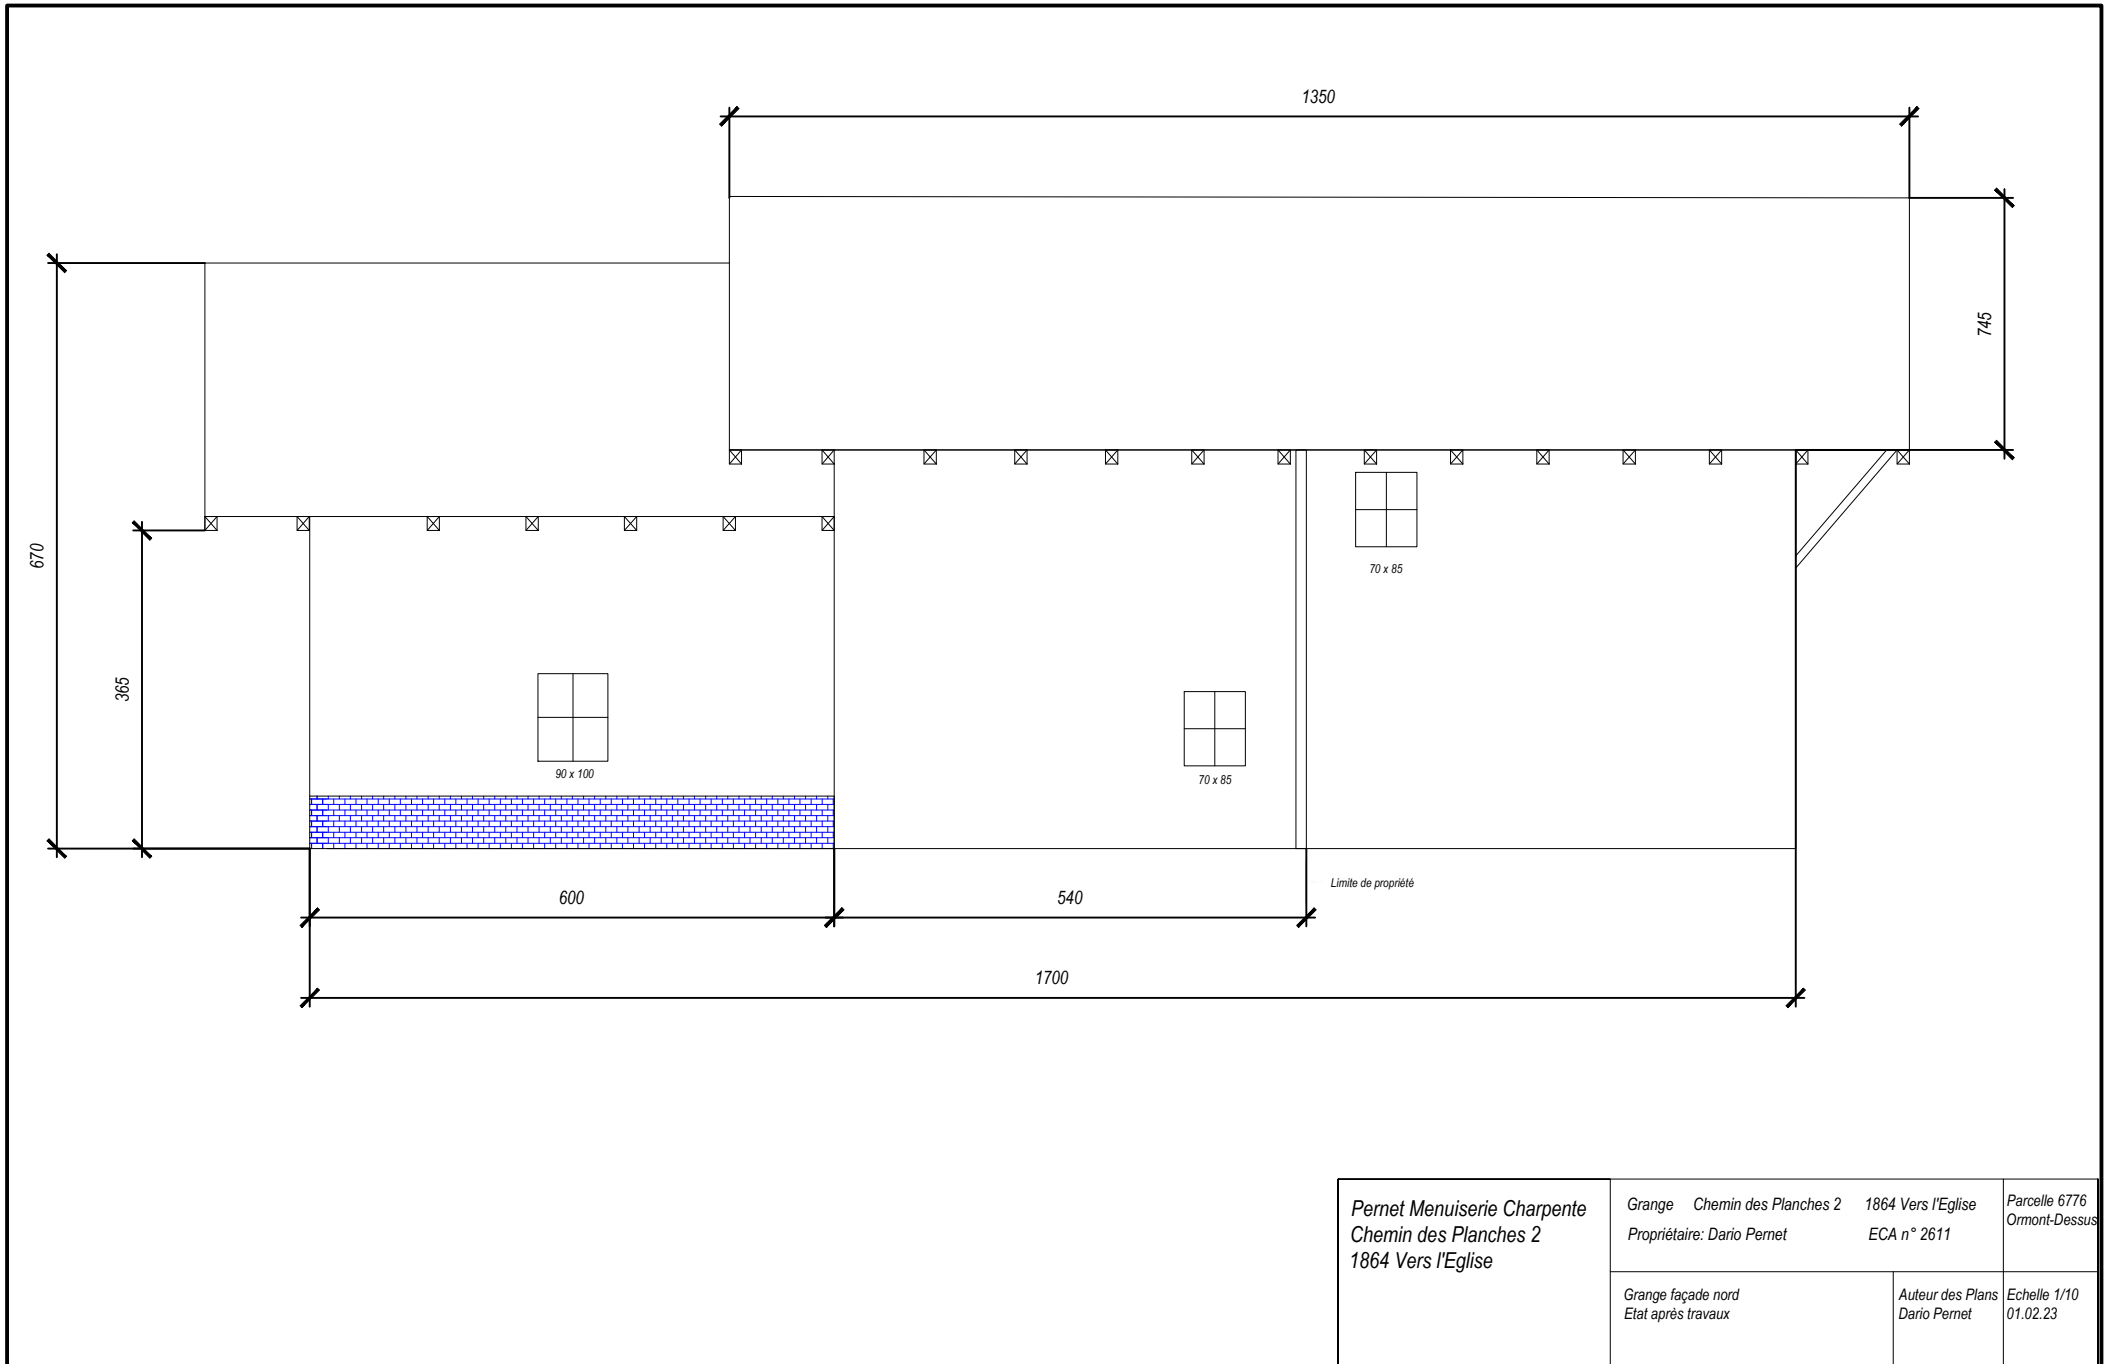 1350
745
670
365
70 x 85
90 x 100
70 x 85
Limite de propriété
600
540
1700
Pernet Menuiserie Charpente
Chemin des Planches 2
1864 Vers l'Eglise
Grange Chemin des Planches 2 1864 Vers l'Eglise
Propriétaire: Dario Pernet ECA n° 2611
Parcelle 6776
Ormont-Dessus
Grange façade nord
Etat après travaux
Auteur des Plans
Dario Pernet
Echelle 1/10
01.02.23